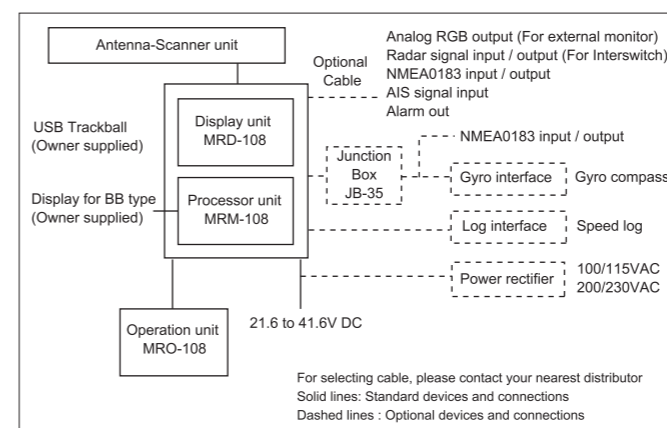 Antenna-Scanner unit
Optional
Cable
Analog RGB output (For external monitor)
Radar signal input / output (For Interswitch)
NMEA0183 input / output
AIS signal input
Alarm out
USB Trackball
(Owner supplied)
Display unit
MRD-108
Junction
Box
JB-35
NMEA0183 input / output
Gyro interface
Gyro compass
Display for BB type
(Owner supplied)
Processor unit
MRM-108
Log interface
Speed log
Power rectifier
100/115VAC
200/230VAC
Operation unit
MRO-108
21.6 to 41.6V DC
For selecting cable, please contact your nearest distributor
Solid lines: Standard devices and connections
Dashed lines : Optional devices and connections